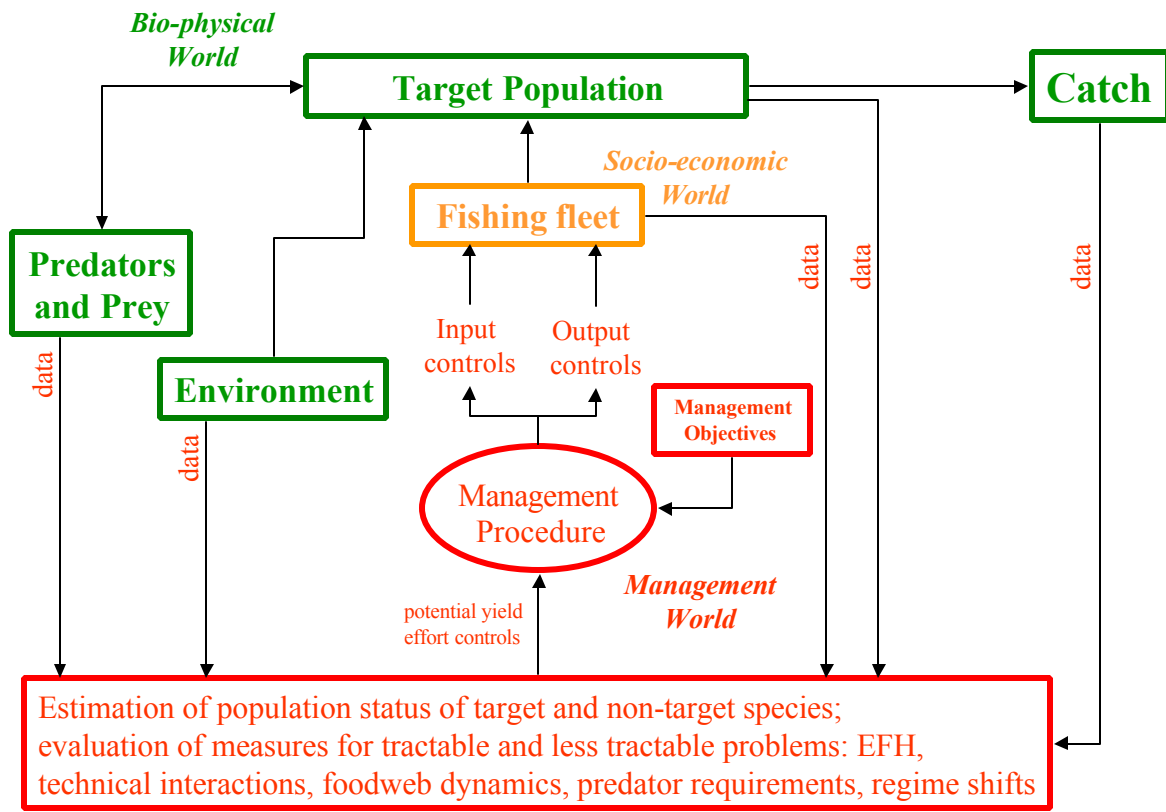 Bio-physical
World
Target Population
Catch
Socio-economic
World
Fishing fleet
Predators
and Prey
data
data
data
Input
controls
Output
controls
data
Environment
Management
Objectives
data
Management
Procedure
Management
World
potential yield
effort controls
Estimation of population status of target and non-target species;
evaluation of measures for tractable and less tractable problems: EFH,
technical interactions, foodweb dynamics, predator requirements, regime shifts